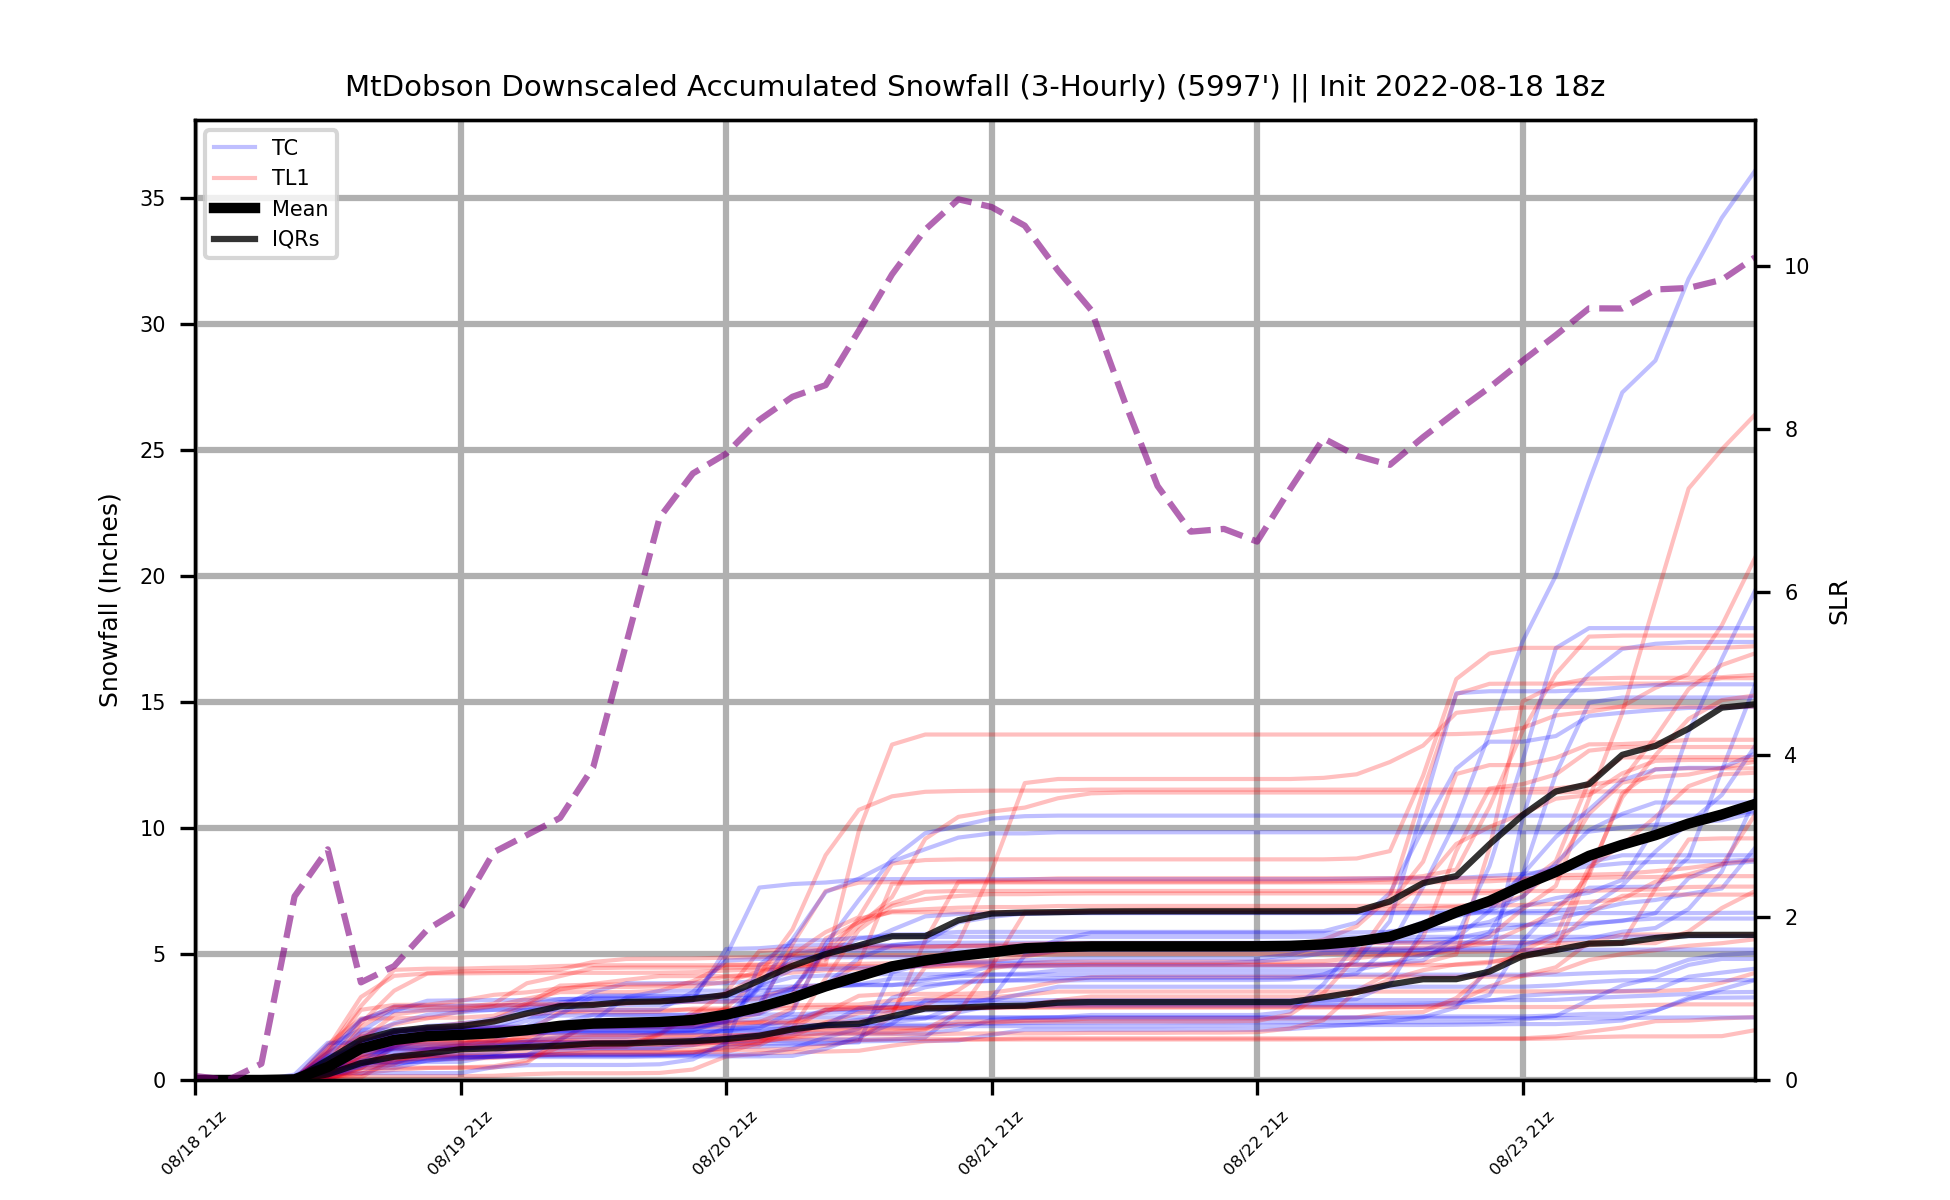 MtDobson Downscaled Accumulated Snowfall (3-Hourly) (5997') || Init 2022-08-18 18z
TC
TL1
Mean
IQRs
Snowfall (Inches)
35
30
25
20
15
10
5
0
SLR
10
8
6
4
2
0
08/18 21z
08/19 21z
08/20 21z
08/21 21z
08/22 21z
08/23 21z